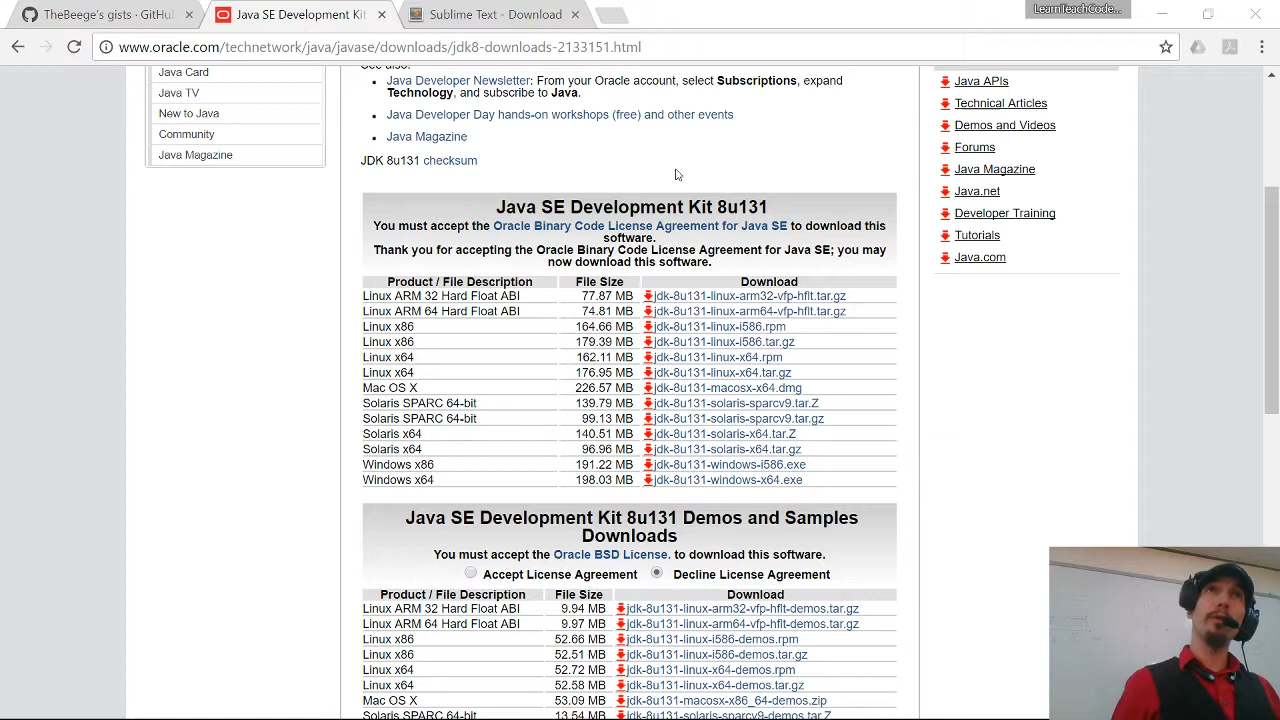 TheBeege's gists · GitHub
Java SE Development Kit
Sublime Text - Download
LearnTeachCode...
www.oracle.com/technetwork/java/javase/downloads/jdk8-downloads-2133151.html
Java Card
Java TV
New to Java
Community
Java Magazine
See also:
Java Developer Newsletter: From your Oracle account, select Subscriptions, expand
Technology, and subscribe to Java.
Java Developer Day hands-on workshops (free) and other events
Java Magazine
JDK 8u131 checksum
Java SE Development Kit 8u131
You must accept the Oracle Binary Code License Agreement for Java SE to download this
software.
Thank you for accepting the Oracle Binary Code License Agreement for Java SE; you may
now download this software.
Product / File Description File Size Download
Linux ARM 32 Hard Float ABI 77.87 MB jdk-8u131-linux-arm32-vfp-hflt.tar.gz
Linux ARM 64 Hard Float ABI 74.81 MB jdk-8u131-linux-arm64-vfp-hflt.tar.gz
Linux x86 164.66 MB jdk-8u131-linux-i586.rpm
Linux x86 179.39 MB jdk-8u131-linux-i586.tar.gz
Linux x64 162.11 MB jdk-8u131-linux-x64.rpm
Linux x64 176.95 MB jdk-8u131-linux-x64.tar.gz
Mac OS X 226.57 MB jdk-8u131-macosx-x64.dmg
Solaris SPARC 64-bit 139.79 MB jdk-8u131-solaris-sparcv9.tar.Z
Solaris SPARC 64-bit 99.13 MB jdk-8u131-solaris-sparcv9.tar.gz
Solaris x64 140.51 MB jdk-8u131-solaris-x64.tar.Z
Solaris x64 96.96 MB jdk-8u131-solaris-x64.tar.gz
Windows x86 191.22 MB jdk-8u131-windows-i586.exe
Windows x64 198.03 MB jdk-8u131-windows-x64.exe
Java SE Development Kit 8u131 Demos and Samples
Downloads
You must accept the Oracle BSD License. to download this software.
Accept License Agreement Decline License Agreement
Product / File Description File Size Download
Linux ARM 32 Hard Float ABI 9.94 MB jdk-8u131-linux-arm32-vfp-hflt-demos.tar.gz
Linux ARM 64 Hard Float ABI 9.97 MB jdk-8u131-linux-arm64-vfp-hflt-demos.tar.gz
Linux x86 52.66 MB jdk-8u131-linux-i586-demos.rpm
Linux x86 52.51 MB jdk-8u131-linux-i586-demos.tar.gz
Linux x64 52.72 MB jdk-8u131-linux-x64-demos.rpm
Linux x64 52.58 MB jdk-8u131-linux-x64-demos.tar.gz
Mac OS X 53.09 MB jdk-8u131-macosx-x86_64-demos.zip
Solaris SPARC 64-bit 13.54 MB jdk-8u131-solaris-sparcv9-demos.tar.Z
Java APIs
Technical Articles
Demos and Videos
Forums
Java Magazine
Java.net
Developer Training
Tutorials
Java.com